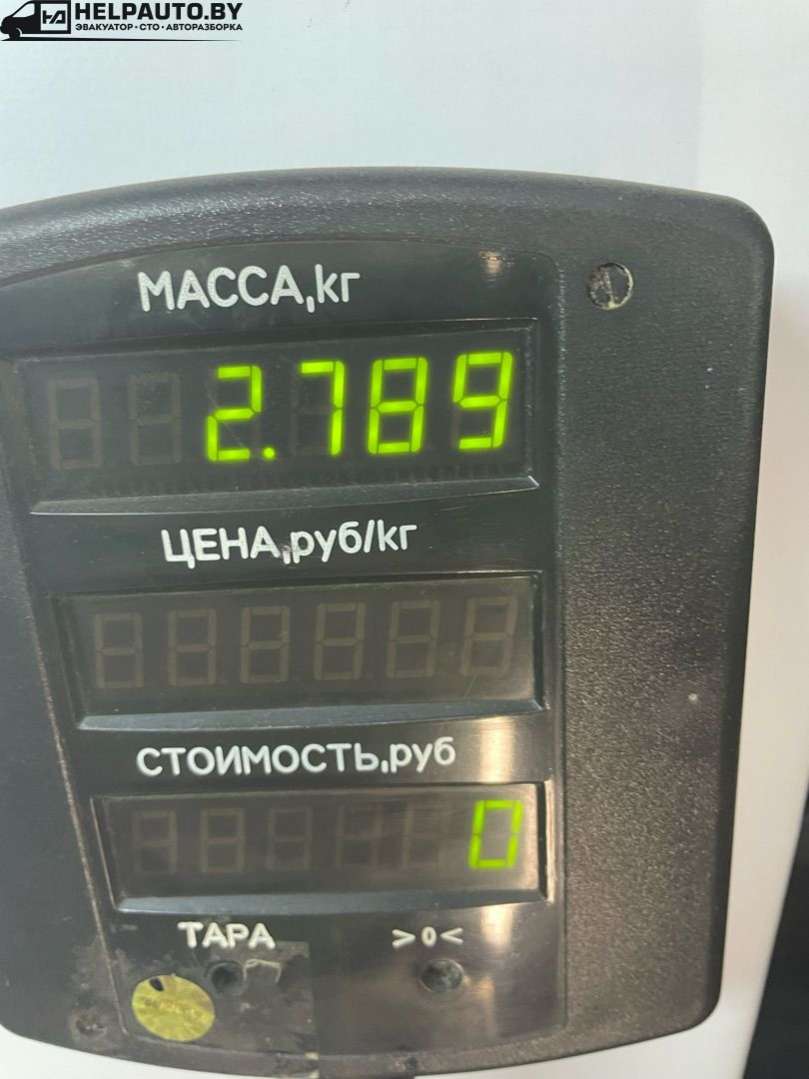 HELPAUTO.BY
ЭВАКУАТОР • СТО • АВТОРАЗБОРКА
МАССА,кг
2.789
ЦЕНА,руб/кг
СТОИМОСТЬ,руб
0
ТАРА >0<